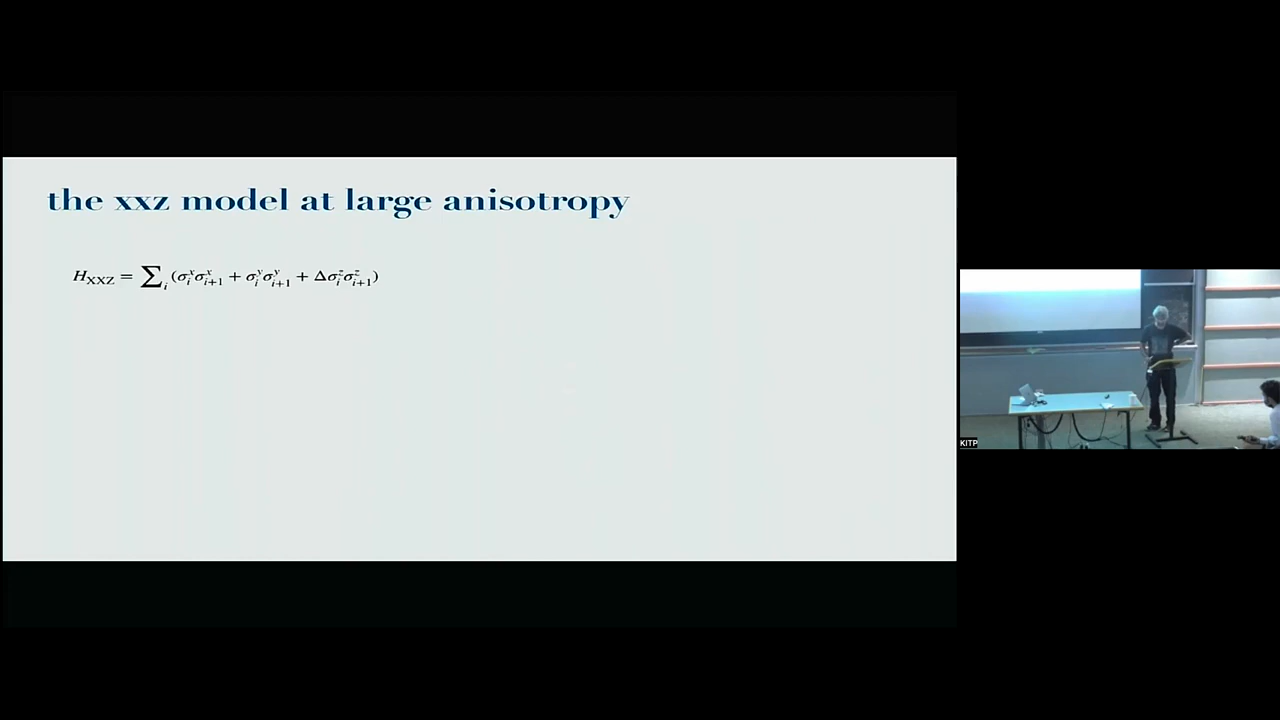 the xxz model at large anisotropy
H_XXZ = ∑_i (σ_i^x σ_{i+1}^x + σ_i^y σ_{i+1}^y + Δσ_i^z σ_{i+1}^z)
KITP